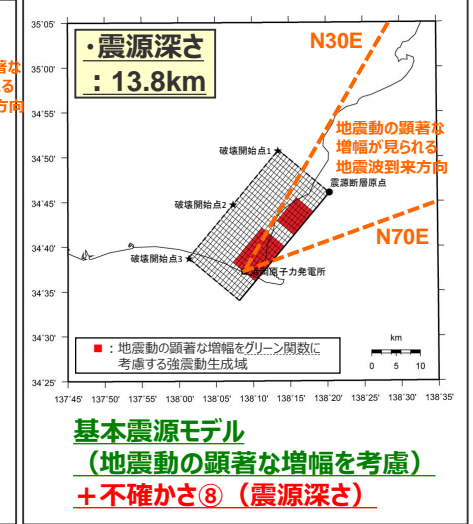 ・震源深さ
：13.8km
著な
る
方向
N30E
地震動の顕著な
増幅が見られる
地震波到来方向
N70E
破壊開始点1
震源断層原点
破壊開始点2
破壊開始点3
浜岡原子力発電所
35˚05'
35˚00'
34˚55'
34˚50'
34˚45'
34˚40'
34˚35'
34˚30'
34˚25'
■：地震動の顕著な増幅をグリーン関数に
考慮する強震動生成域
km
0 5 10
137˚45' 137˚50' 137˚55' 138˚00' 138˚05' 138˚10' 138˚15' 138˚20' 138˚25' 138˚30' 138˚35'
基本震源モデル
（地震動の顕著な増幅を考慮）
＋不確かさ⑧（震源深さ）